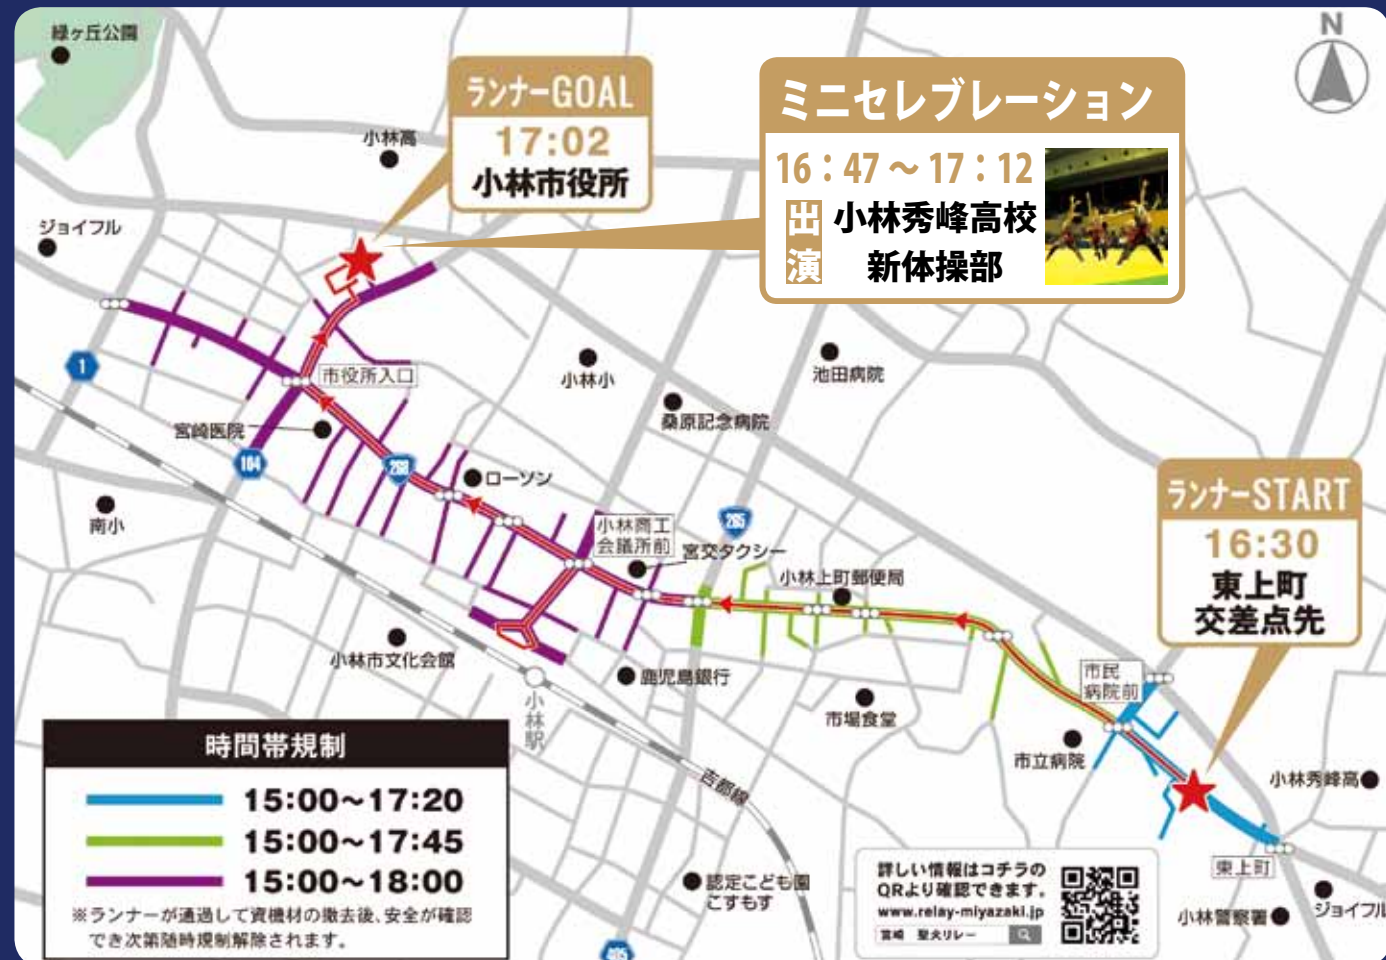 緑ヶ丘公園
N
ランナーGOAL
17:02
小林市役所
ミニセレブレーション
16：47～17：12
出演
小林秀峰高校
新体操部
小林高
ジョイフル
1
市役所入口
宮崎医院
104
268
小林小
池田病院
桑原記念病院
ローソン
南小
小林商工
会議所前
宮交タクシー
265
小林上町郵便局
ランナーSTART
16:30
東上町
交差点先
小林市文化会館
鹿児島銀行
小林駅
市場食堂
市民
病院前
市立病院
小林秀峰高
吉都線
時間帯規制
15:00～17:20
15:00～17:45
15:00～18:00
※ランナーが通過して資機材の撤去後、安全が確認
でき次第随時規制解除されます。
認定こども園
こすもす
詳しい情報はコチラの
QRより確認できます。
www.relay-miyazaki.jp
宮崎 聖火リレー
東上町
小林警察署
ジョイフル